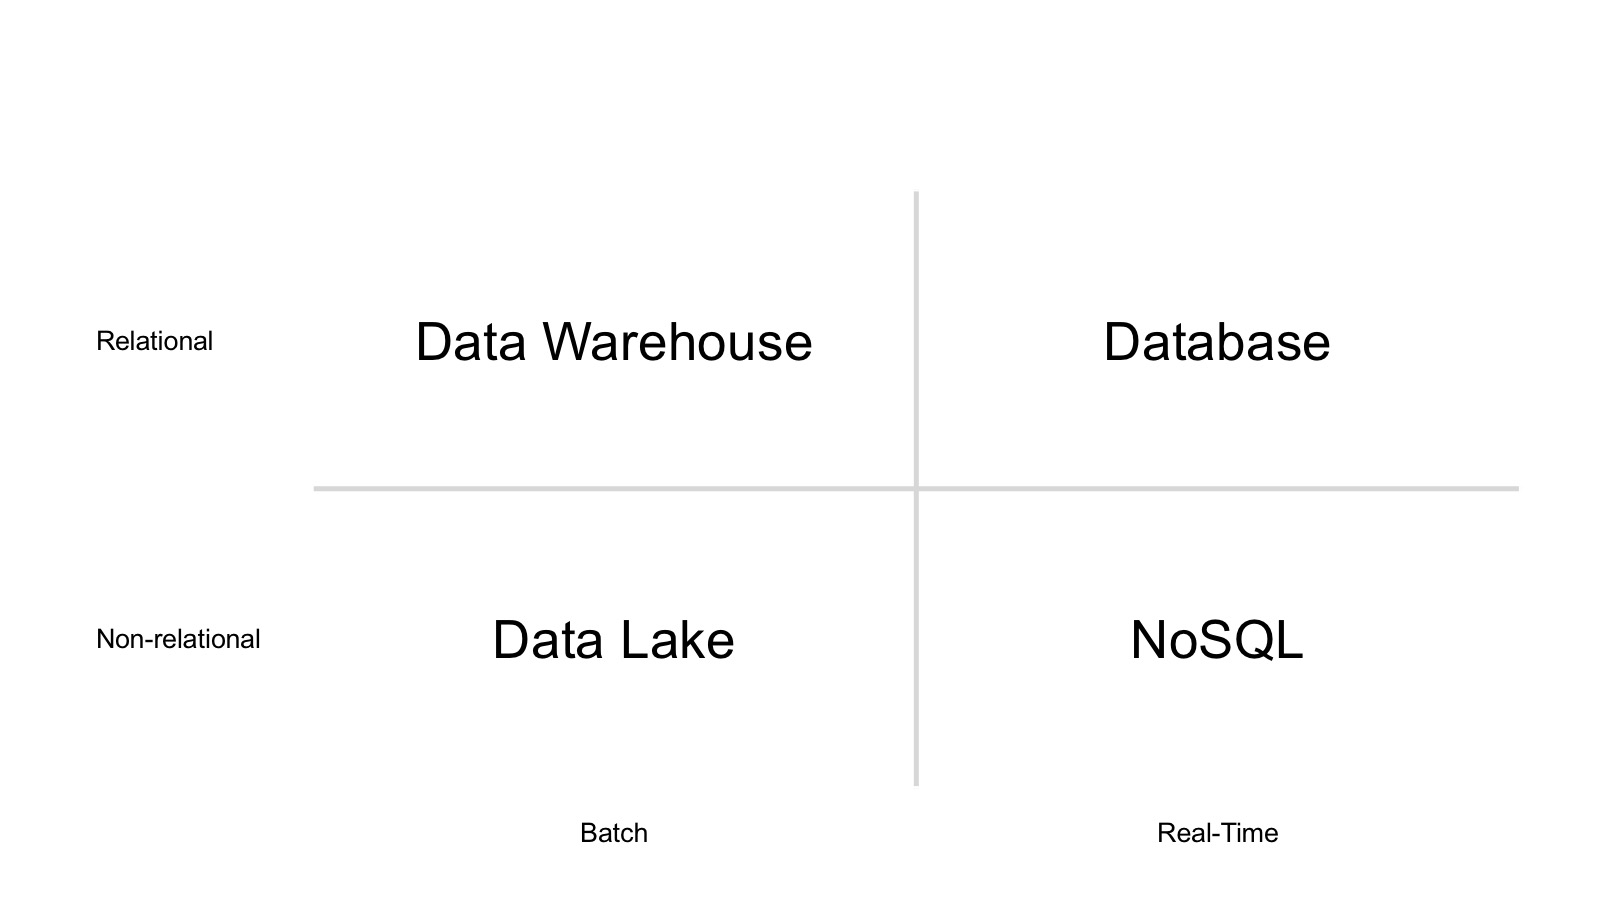 Relational
Data Warehouse
Database
Non-relational
Data Lake
NoSQL
Batch
Real-Time